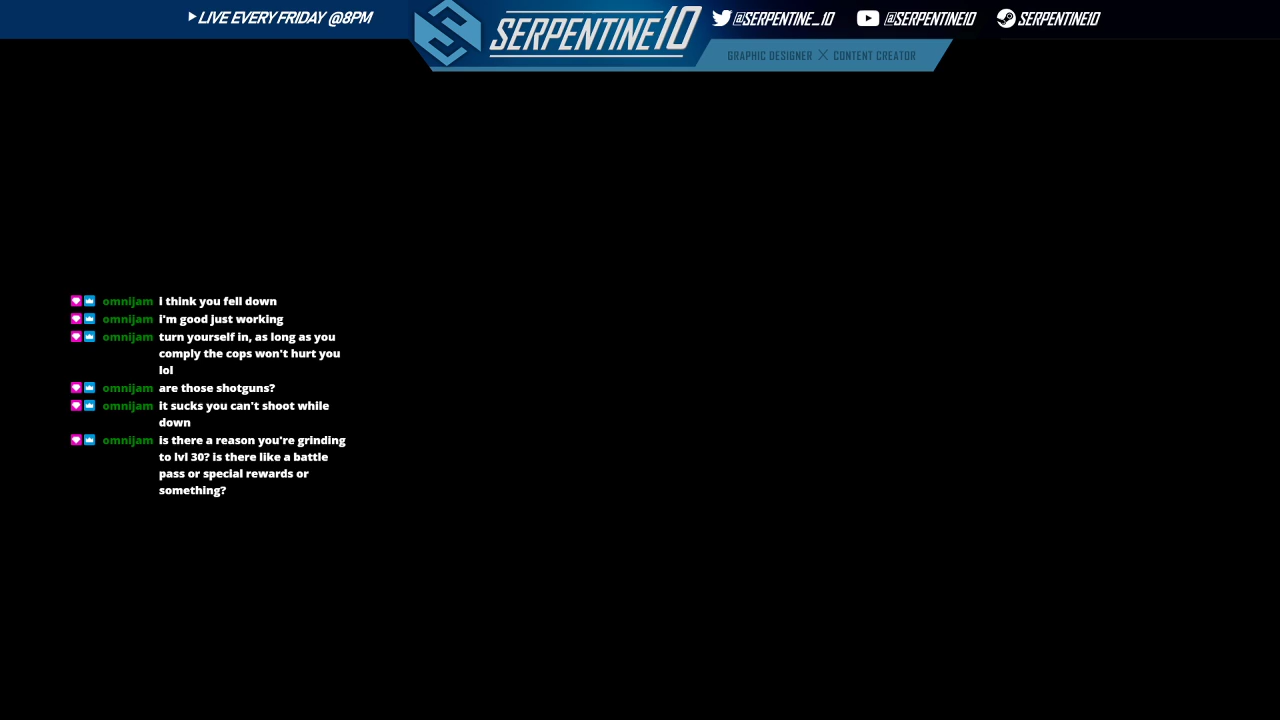 LIVE EVERY FRIDAY @8PM
SERPENTINE10
@SERPENTINE_10
@SERPENTINE10
SERPENTINE10
GRAPHIC DESIGNER X CONTENT CREATOR
omnijam i think you fell down
omnijam i'm good just working
omnijam turn yourself in, as long as you
comply the cops won't hurt you
lol
omnijam are those shotguns?
omnijam it sucks you can't shoot while
down
omnijam is there a reason you're grinding
to lvl 30? is there like a battle
pass or special rewards or
something?